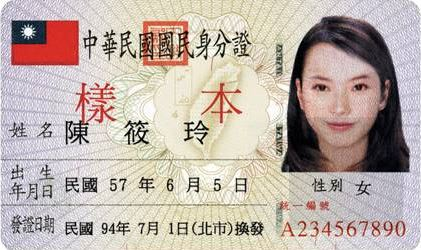 中華民國國民身分證
樣本
姓名 陳筱玲
出生年月日 民國 57 年 6 月 5 日
性別 女
發證日期 民國 94年 7月 1日(北市)換發
統一編號
A234567890